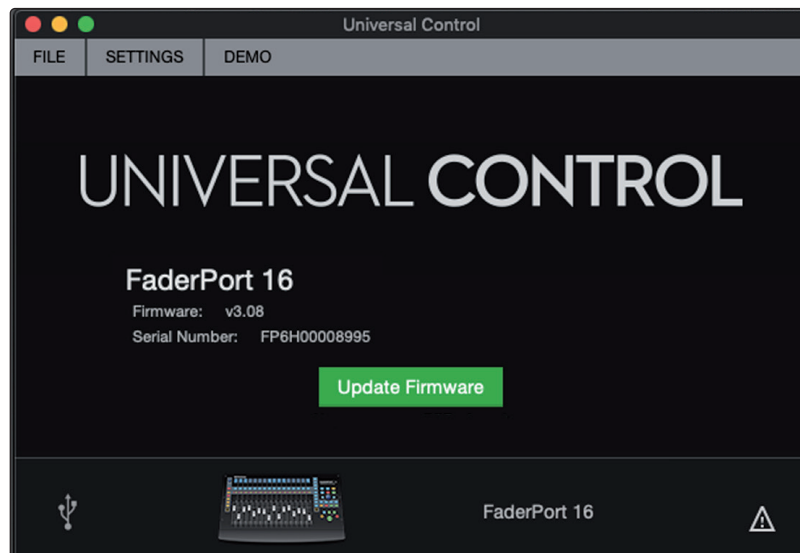 Universal Control
FILE SETTINGS DEMO
UNIVERSAL CONTROL
FaderPort 16
Firmware: v3.08
Serial Number: FP6H00008995
Update Firmware
FaderPort 16